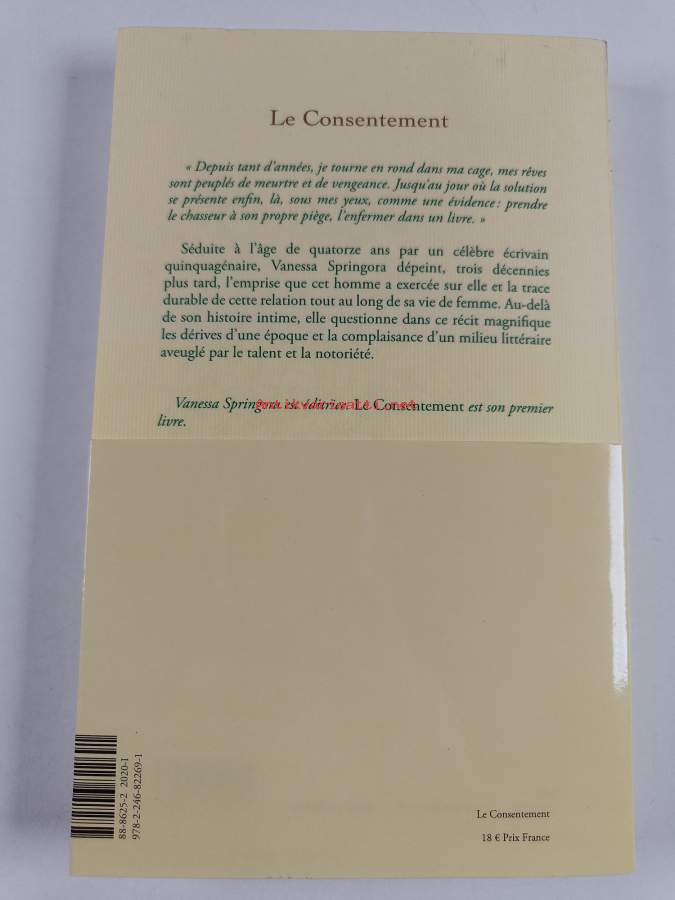 Le Consentement
« Depuis tant d'années, je tourne en rond dans ma cage, mes rêves
sont peuplés de meurtre et de vengeance. Jusqu'au jour où la solution
se présente enfin, là, sous mes yeux, comme une évidence : prendre
le chasseur à son propre piège, l'enfermer dans un livre. »
Séduite à l'âge de quatorze ans par un célèbre écrivain
quinquagénaire, Vanessa Springora dépeint, trois décennies
plus tard, l'emprise que cet homme a exercée sur elle et la trace
durable de cette relation tout au long de sa vie de femme. Au-delà
de son histoire intime, elle questionne dans ce récit magnifique
les dérives d'une époque et la complaisance d'un milieu littéraire
aveuglé par le talent et la notoriété.
Vanessa Springora est éditrice. Le Consentement est son premier
livre.
88-8625-2 2020-1
978-2-246-82269-1
Le Consentement
18 € Prix France